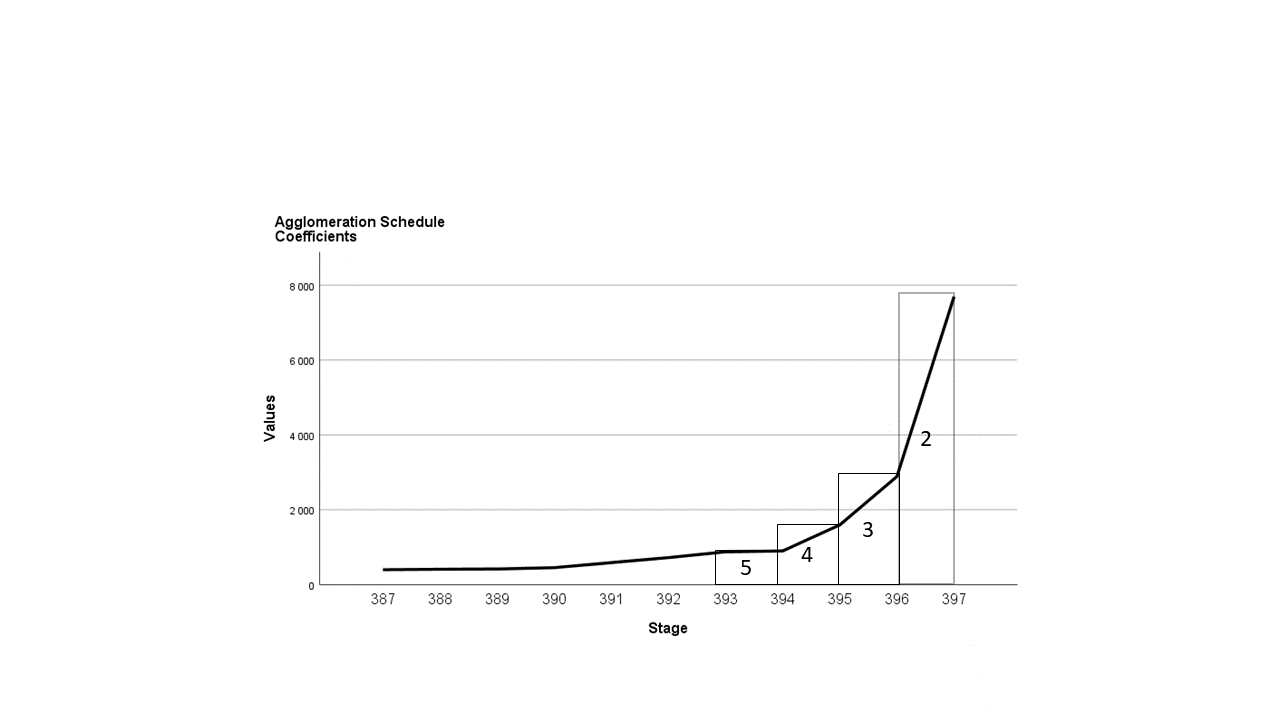 Agglomeration Schedule
Coefficients
8 000
6 000
4 000
2 000
0
Values
2
3
4
5
387 388 389 390 391 392 393 394 395 396 397
Stage